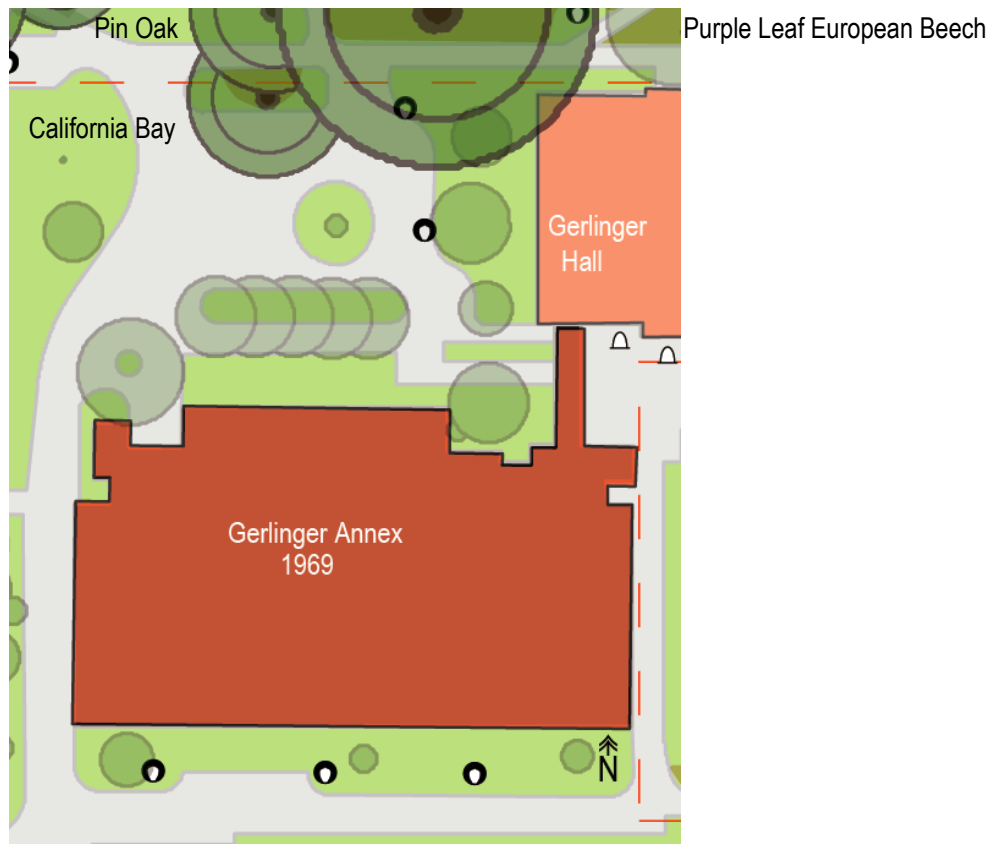 Pin Oak
Purple Leaf European Beech
California Bay
Gerlinger
Hall
Gerlinger Annex
1969
N